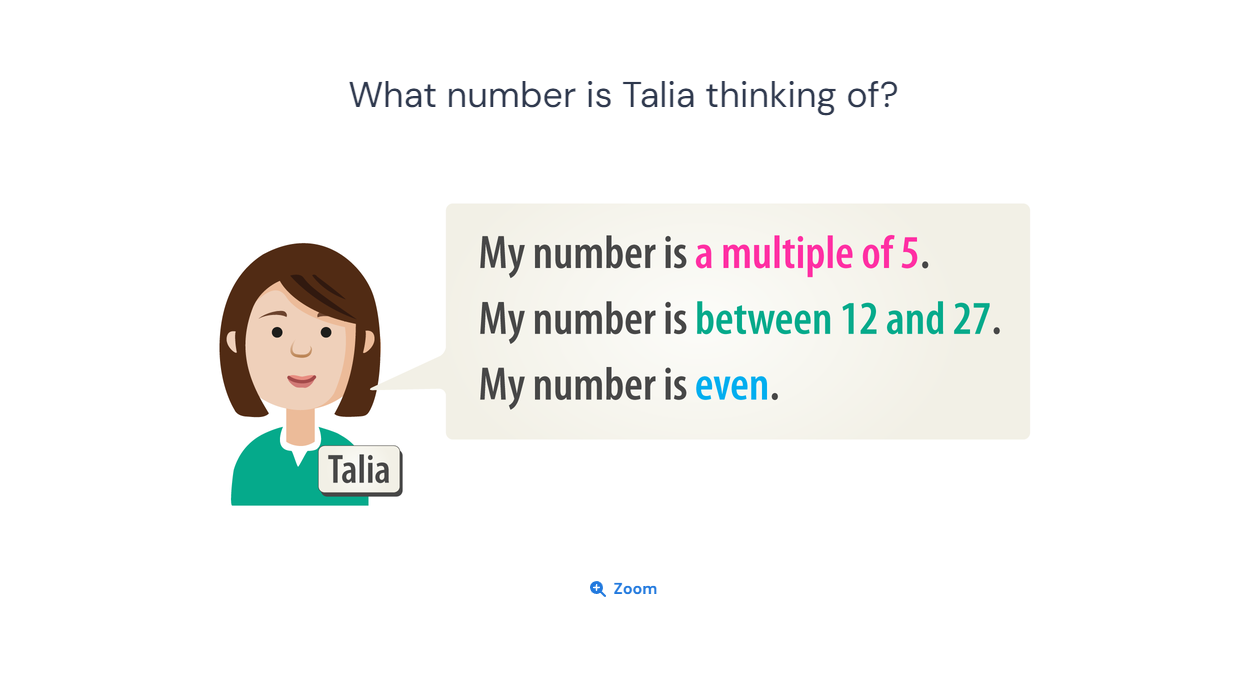 What number is Talia thinking of?
My number is a multiple of 5.
My number is between 12 and 27.
My number is even.
Talia
Zoom